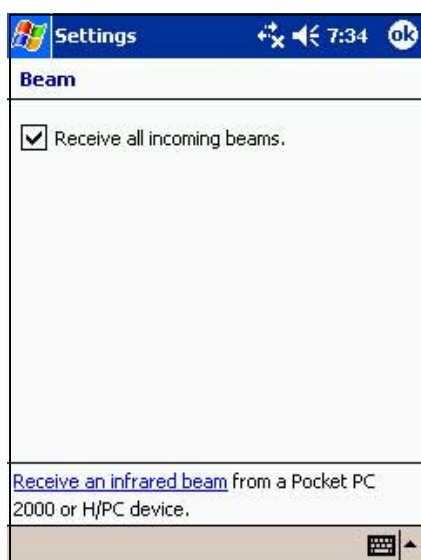 Settings 7:34 ok
Beam
Receive all incoming beams.
Receive an infrared beam from a Pocket PC
2000 or H/PC device.